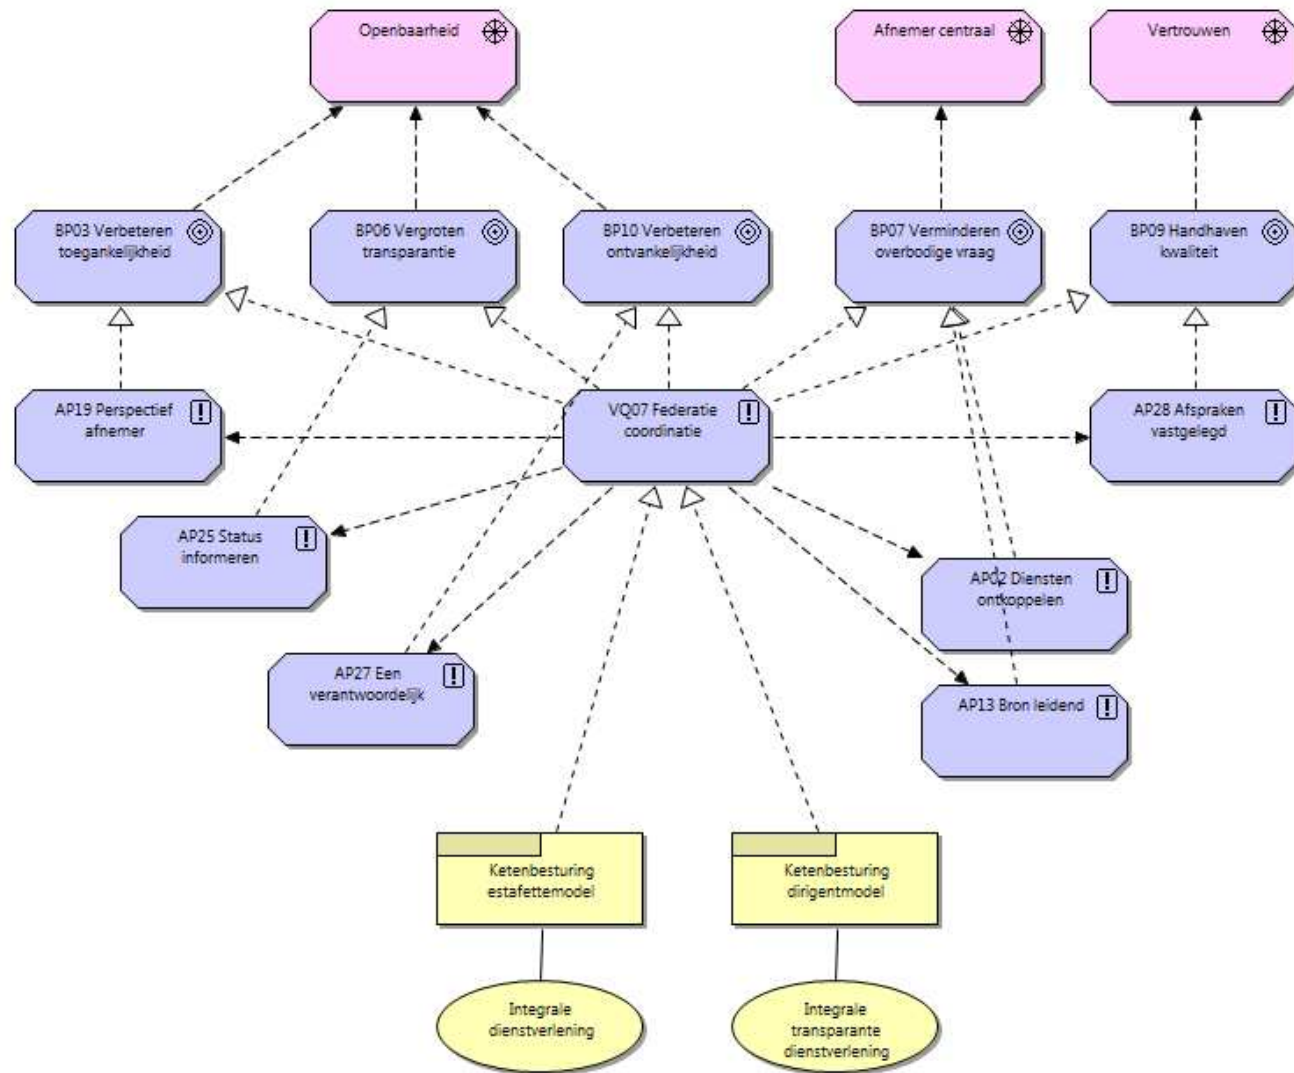 Openbaarheid
Afnemer centraal
Vertrouwen
BP03 Verbeteren
toegankelijkheid
BP06 Vergroten
transparantie
BP10 Verbeteren
ontvankelijkheid
BP07 Verminderen
overbodige vraag
BP09 Handhaven
kwaliteit
AP19 Perspectief
afnemer
VQ07 Federatie
coordinatie
AP28 Afspraken
vastgelegd
AP25 Status
informeren
AP02 Diensten
ontkoppelen
AP27 Een
verantwoordelijk
AP13 Bron leidend
Ketenbesturing
estafettemodel
Ketenbesturing
dirigentmodel
Integrale
dienstverlening
Integrale
transparante
dienstverlening